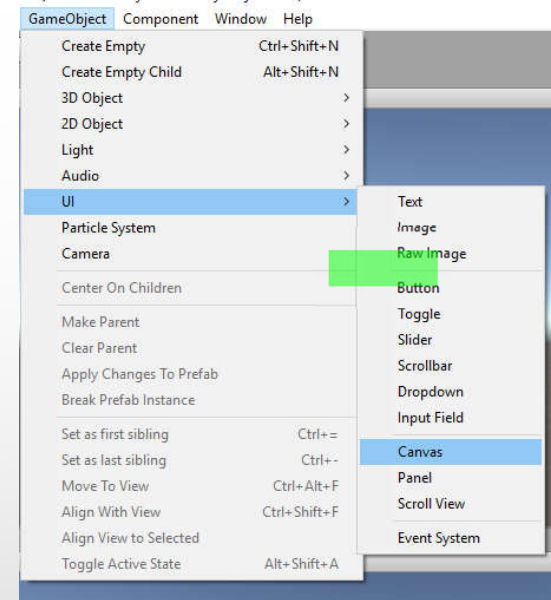 GameObject Component Window Help
Create Empty Ctrl+Shift+N
Create Empty Child Alt+Shift+N
3D Object >
2D Object >
Light >
Audio >
UI >
Particle System
Camera
Center On Children
Make Parent
Clear Parent
Apply Changes To Prefab
Break Prefab Instance
Set as first sibling Ctrl+=
Set as last sibling Ctrl+-
Move To View Ctrl+Alt+F
Align With View Ctrl+Shift+F
Align View to Selected
Toggle Active State Alt+Shift+A
Text
Image
Raw Image
Button
Toggle
Slider
Scrollbar
Dropdown
Input Field
Canvas
Panel
Scroll View
Event System